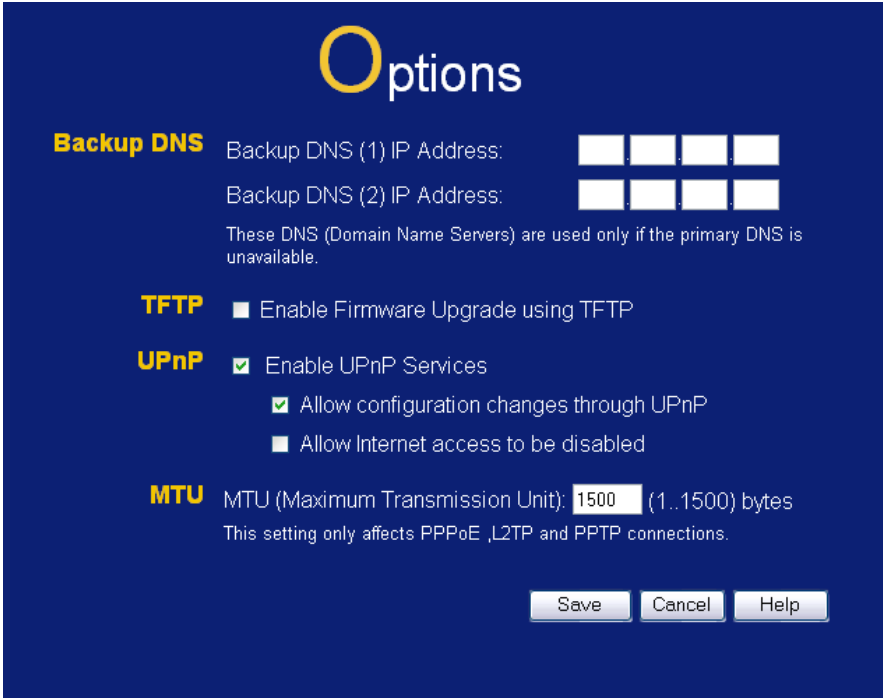 Options
Backup DNS
Backup DNS (1) IP Address: . . .
Backup DNS (2) IP Address: . . .
These DNS (Domain Name Servers) are used only if the primary DNS is
unavailable.
TFTP
Enable Firmware Upgrade using TFTP
UPnP
Enable UPnP Services
Allow configuration changes through UPnP
Allow Internet access to be disabled
MTU
MTU (Maximum Transmission Unit): 1500 (1..1500) bytes
This setting only affects PPPoE ,L2TP and PPTP connections.
Save Cancel Help